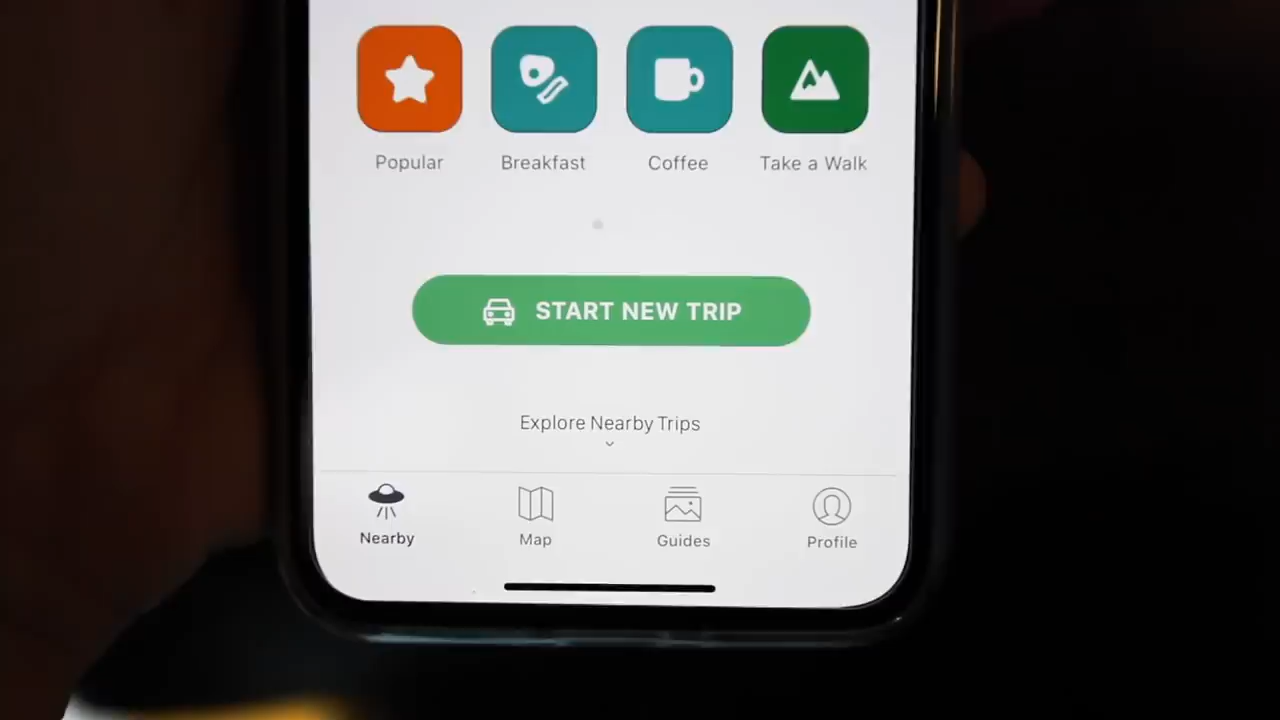 Popular Breakfast Coffee Take a Walk
START NEW TRIP
Explore Nearby Trips
Nearby Map Guides Profile